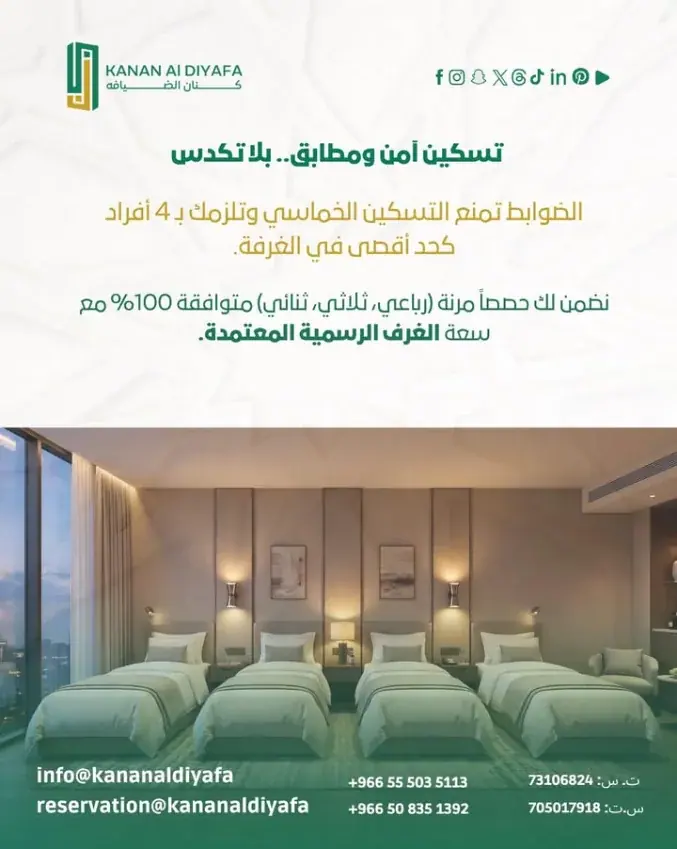 KANAN Al DIYAFA
كنان الضيافه
تسكين آمن ومطابق.. بلا تكدس
الضوابط تمنع التسكين الخماسي وتلزمك بـ 4 أفراد
كحد أقصى في الغرفة.
نضمن لك حصصاً مرنة (رباعي، ثلاثي، ثنائي) متوافقة 100% مع
سعة الغرف الرسمية المعتمدة.
info@kananaldiyafa
reservation@kananaldiyafa
+966 55 503 5113
+966 50 835 1392
ت. س: 73106824
س.ت: 705017918